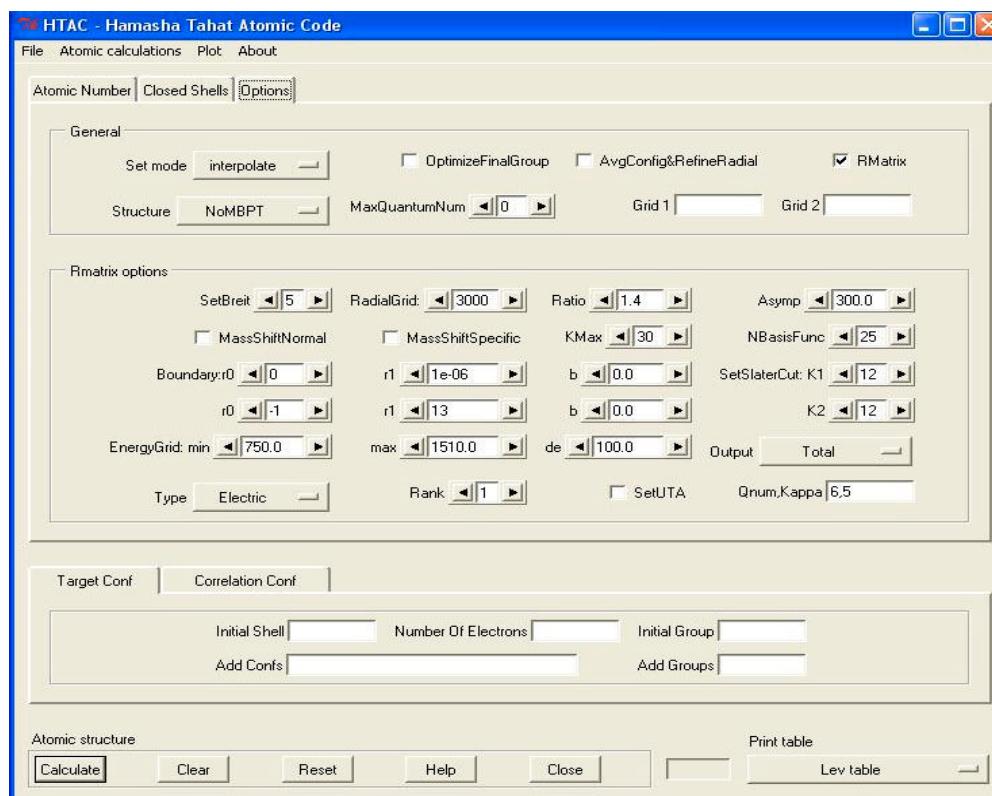 HTAC - Hamasha Tahat Atomic Code
File Atomic calculations Plot About
Atomic Number Closed Shells Options
General
Set mode interpolate OptimizeFinalGroup AvgConfig&RefineRadial RMatrix
Structure NoMBPT MaxQuantumNum 0 Grid 1 Grid 2
Rmatrix options
SetBreit 5 RadialGrid: 3000 Ratio 1.4 Asymp 300.0
MassShiftNormal MassShiftSpecific KMax 30 NBasisFunc 25
Boundary:r0 0 r1 1e-06 b 0.0 SetSlaterCut: K1 12
r0 -1 r1 13 b 0.0 K2 12
EnergyGrid: min 750.0 max 1510.0 de 100.0 Output Total
Type Electric Rank 1 SetUTA Qnum,Kappa 6,5
Target Conf Correlation Conf
Initial Shell Number Of Electrons Initial Group
Add Confs Add Groups
Atomic structure Print table
Calculate Clear Reset Help Close Lev table